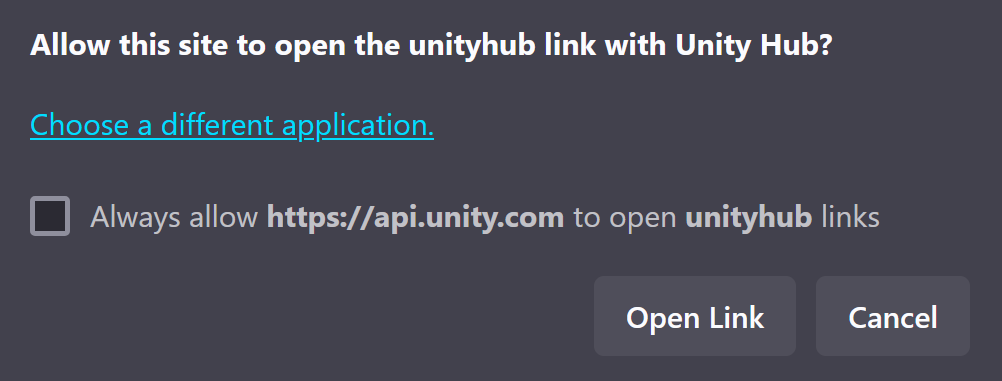 Allow this site to open the unityhub link with Unity Hub?
Choose a different application.
Always allow https://api.unity.com to open unityhub links
Open Link
Cancel